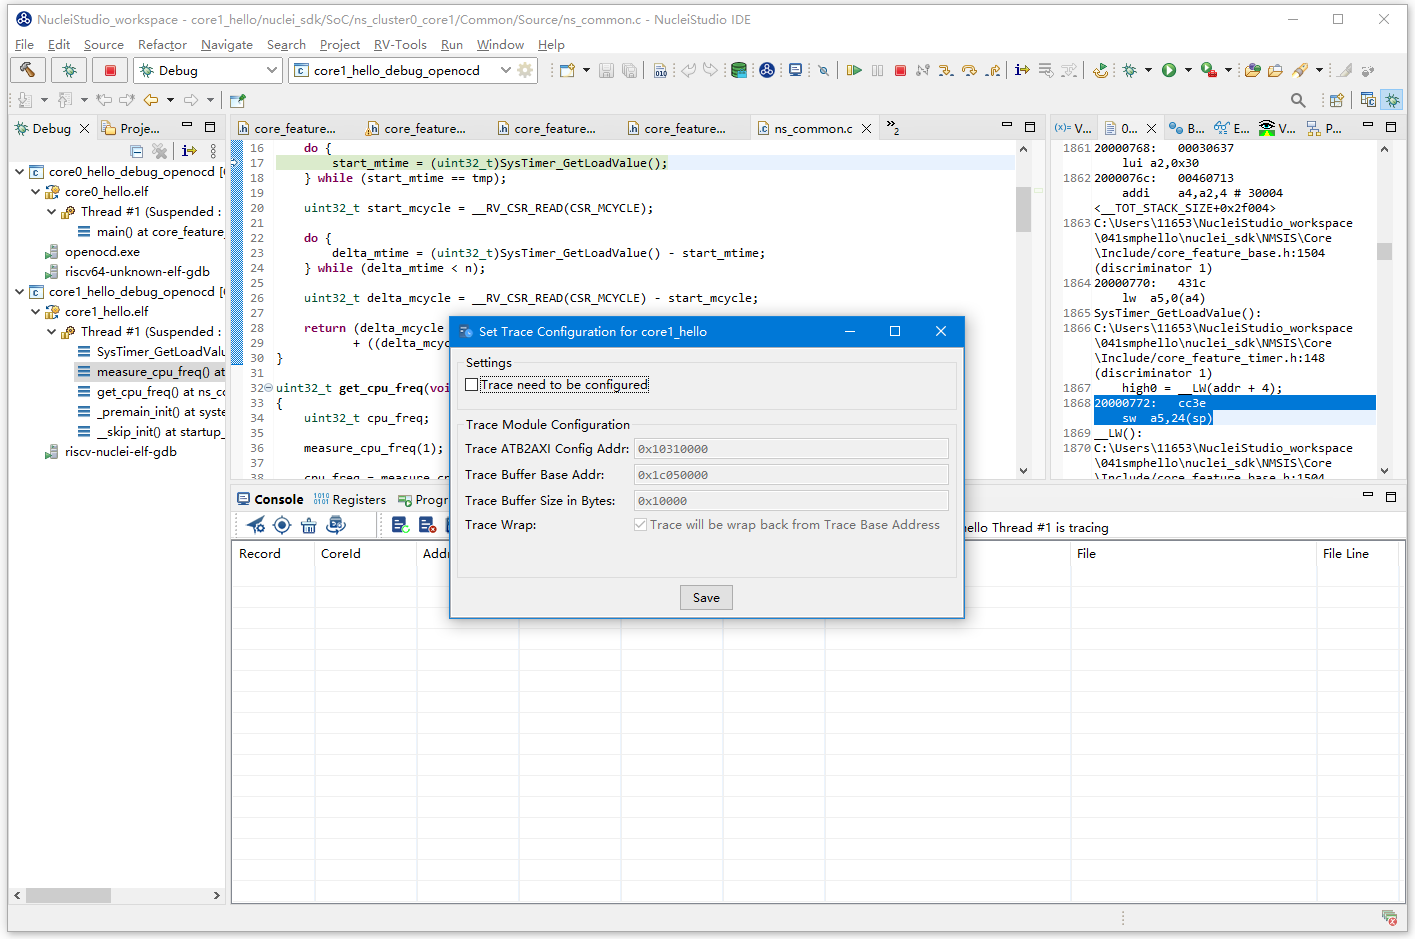 NucleiStudio_workspace - core1_hello/nuclei_sdk/SoC/ns_cluster0_core1/Common/Source/ns_common.c - NucleiStudio IDE
File Edit Source Refactor Navigate Search Project RV-Tools Run Window Help
Debug
core1_hello_debug_openocd
Debug
Proje...
core0_hello_debug_openocd [
core0_hello.elf
Thread #1 (Suspended :
main() at core_feature_
openocd.exe
riscv64-unknown-elf-gdb
core1_hello_debug_openocd [
core1_hello.elf
Thread #1 (Suspended :
SysTimer_GetLoadValu
measure_cpu_freq() at
get_cpu_freq() at ns_co
_premain_init() at syste
__skip_init() at startup_
riscv-nuclei-elf-gdb
core_feature... core_feature... core_feature... core_feature... ns_common.c »2
16 do {
17 start_mtime = (uint32_t)SysTimer_GetLoadValue();
18 } while (start_mtime == tmp);
19
20 uint32_t start_mcycle = __RV_CSR_READ(CSR_MCYCLE);
21
22 do {
23 delta_mtime = (uint32_t)SysTimer_GetLoadValue() - start_mtime;
24 } while (delta_mtime < n);
25
26 uint32_t delta_mcycle = __RV_CSR_READ(CSR_MCYCLE) - start_mcycle;
27
28 return (delta_mcycle
29 + ((delta_mcyc
30 }
31
32 uint32_t get_cpu_freq(voi
33 {
34 uint32_t cpu_freq;
35
36 measure_cpu_freq(1);
37
38 cpu_freq = measure_c
(x)= V... 0... B... E... V... P...
1861 20000768: 00030637
lui a2,0x30
1862 2000076c: 00460713
addi a4,a2,4 # 30004
<__TOT_STACK_SIZE+0x2f004>
1863 C:\Users\11653\NucleiStudio_workspace
\041smphello\nuclei_sdk\NMSIS\Core
\Include/core_feature_base.h:1504
(discriminator 1)
1864 20000770: 431c
lw a5,0(a4)
1865 SysTimer_GetLoadValue():
1866 C:\Users\11653\NucleiStudio_workspace
\041smphello\nuclei_sdk\NMSIS\Core
\Include/core_feature_timer.h:148
(discriminator 1)
1867 high0 = __LW(addr + 4);
1868 20000772: cc3e
sw a5,24(sp)
1869 __LW():
1870 C:\Users\11653\NucleiStudio_workspace
\041smphello\nuclei_sdk\NMSIS\Core
\Include/core_feature_base.h:1504
Set Trace Configuration for core1_hello
Settings
Trace need to be configured
Trace Module Configuration
Trace ATB2AXI Config Addr: 0x10310000
Trace Buffer Base Addr: 0x1c050000
Trace Buffer Size in Bytes: 0x10000
Trace Wrap: Trace will be wrap back from Trace Base Address
Save
Console Registers Progr
ello Thread #1 is tracing
Record CoreId Addr File File Line